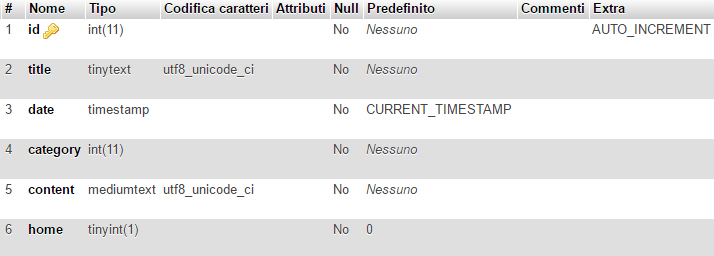 # Nome Tipo Codifica caratteri Attributi Null Predefinito Commenti Extra
1 id int(11) No Nessuno AUTO_INCREMENT
2 title tinytext utf8_unicode_ci No Nessuno
3 date timestamp No CURRENT_TIMESTAMP
4 category int(11) No Nessuno
5 content mediumtext utf8_unicode_ci No Nessuno
6 home tinyint(1) No 0